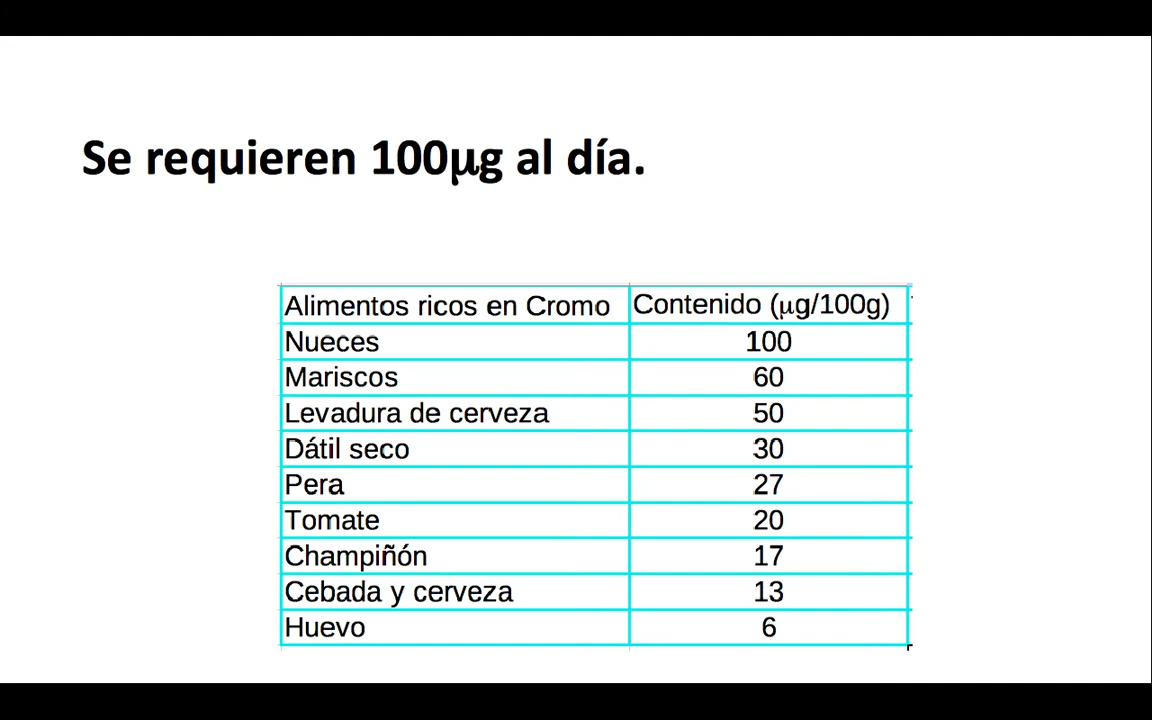 Se requieren 100µg al día.
Alimentos ricos en Cromo Contenido (µg/100g)
Nueces 100
Mariscos 60
Levadura de cerveza 50
Dátil seco 30
Pera 27
Tomate 20
Champiñón 17
Cebada y cerveza 13
Huevo 6